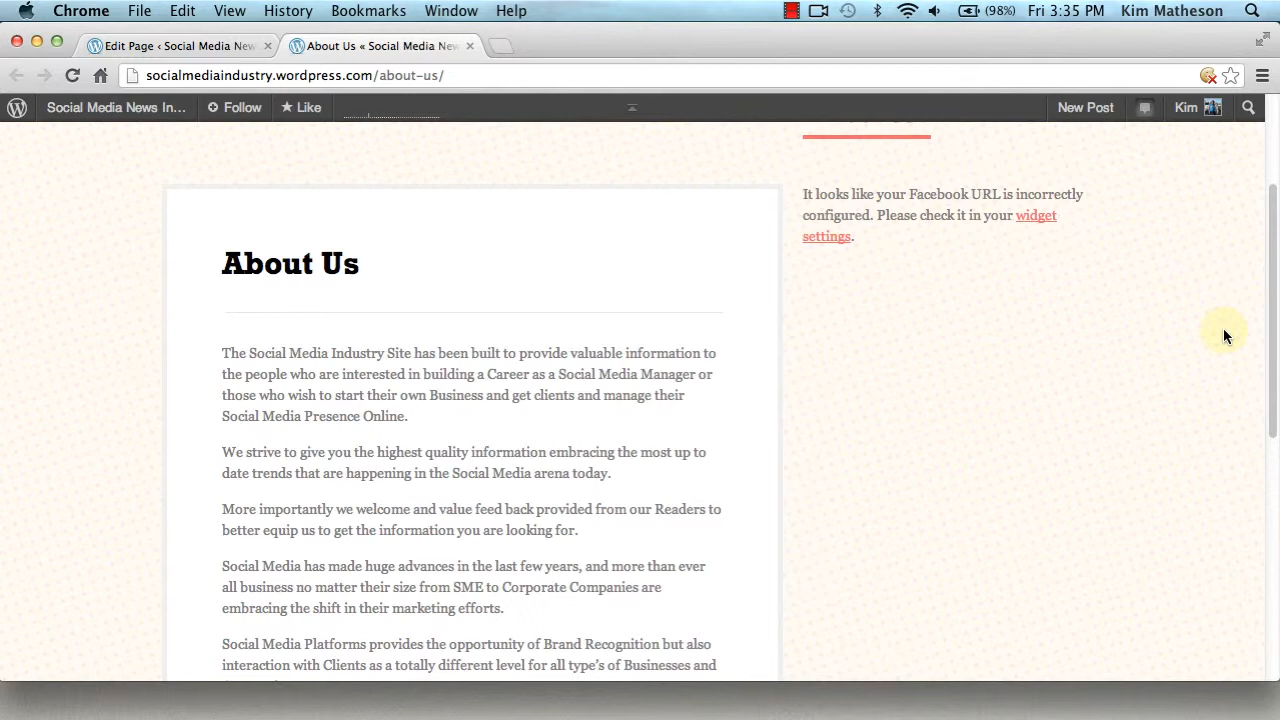 Chrome File Edit View History Bookmarks Window Help (98%) Fri 3:35 PM Kim Matheson
Edit Page ‹ Social Media New × About Us « Social Media New ×
socialmediaindustry.wordpress.com/about-us/
Social Media News In... Follow Like New Post Kim
It looks like your Facebook URL is incorrectly
configured. Please check it in your widget
settings.
About Us
The Social Media Industry Site has been built to provide valuable information to
the people who are interested in building a Career as a Social Media Manager or
those who wish to start their own Business and get clients and manage their
Social Media Presence Online.
We strive to give you the highest quality information embracing the most up to
date trends that are happening in the Social Media arena today.
More importantly we welcome and value feed back provided from our Readers to
better equip us to get the information you are looking for.
Social Media has made huge advances in the last few years, and more than ever
all business no matter their size from SME to Corporate Companies are
embracing the shift in their marketing efforts.
Social Media Platforms provides the opportunity of Brand Recognition but also
interaction with Clients as a totally different level for all type's of Businesses and